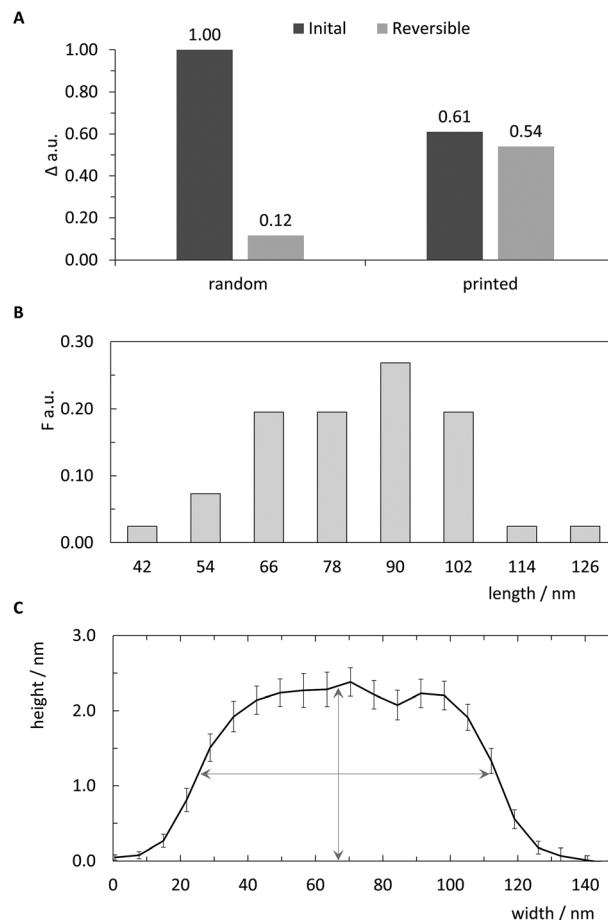 A
Inital Reversible
1.00
0.80
0.60
0.40
0.20
0.00
Δ a.u.
1.00
0.12
0.61
0.54
random printed
B
0.30
0.20
0.10
0.00
F a.u.
42 54 66 78 90 102 114 126
length / nm
C
3.0
2.0
1.0
0.0
height / nm
0 20 40 60 80 100 120 140
width / nm